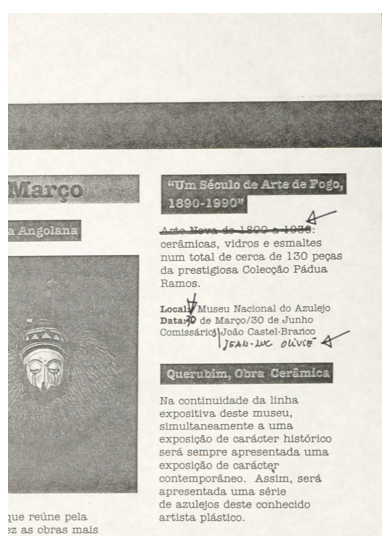 Março
a Angolana
que reúne pela
ez as obras mais
"Um Século de Arte de Fogo,
1890-1990"
Arte Nova de 1890 a 1938:
cerâmicas, vidros e esmaltes
num total de cerca de 130 peças
da prestigiosa Colecção Pádua
Ramos.
Local: Museu Nacional do Azulejo
Data: de Março/30 de Junho
Comissário: João Castel-Branco
JEAN-LUC OLIVIÉ
Querubim, Obra Cerâmica
Na continuidade da linha
expositiva deste museu,
simultaneamente a uma
exposição de carácter histórico
será sempre apresentada uma
exposição de carácter
contemporâneo. Assim, será
apresentada uma série
de azulejos deste conhecido
artista plástico.